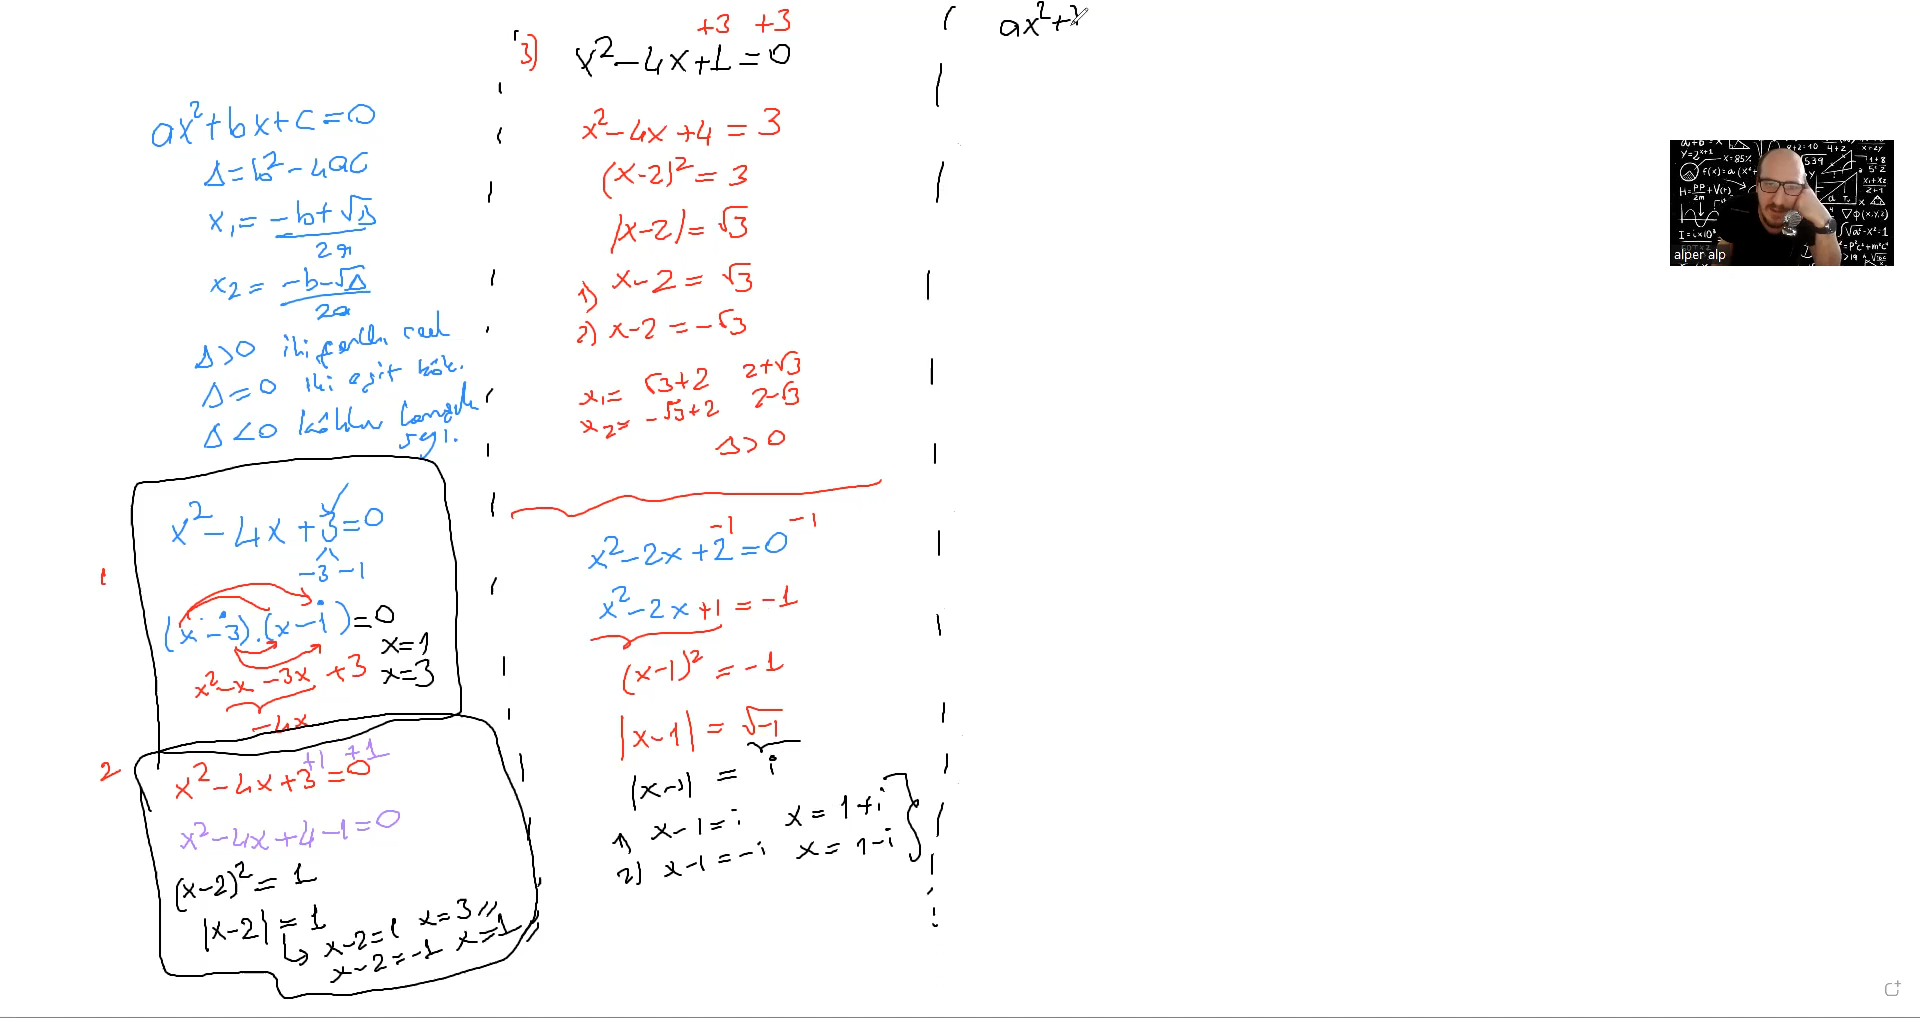 ax²+bx+c=0
Δ=b²-4ac
x₁= (-b+√Δ)/2a
x₂= (-b-√Δ)/2a
Δ>0 iki farklı reel
Δ=0 iki eşit kök.
Δ<0 kökler
x²-4x+3=0
-3 -1
1
(x-3).(x-1)=0
x=1
x²-x-3x+3 x=3
-4x
+1 +1
2 x²-4x+3=0
x²-4x+4-1=0
(x-2)²=1
|x-2|=1
x-2=1 x=3
x-2=-1 x=1
+3 +3
3) x²-4x+1=0
x²-4x+4=3
(x-2)²=3
|x-2|=√3
1) x-2=√3
2) x-2=-√3
x₁= √3+2 2+√3
x₂= -√3+2 2-√3
Δ>0
-1 -1
x²-2x+2=0
x²-2x+1=-1
(x-1)²=-1
|x-1|=√-1
|x-1|=i
1) x-1=i x=1+i
2) x-1=-i x=1-i
ax²+
alper alp